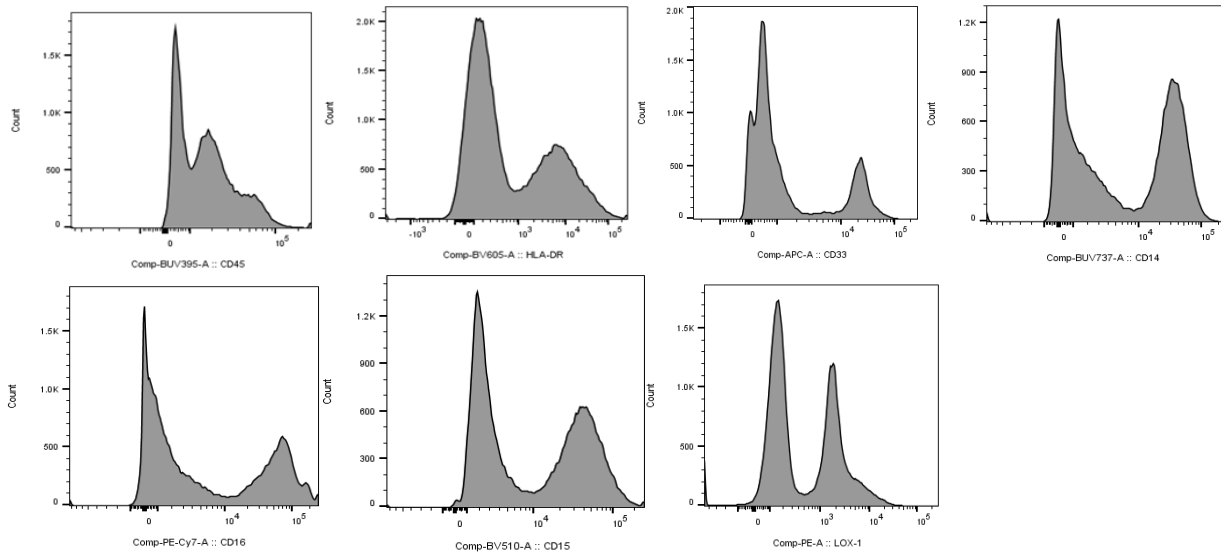 Count
1.5K
1.0K
500
0
0
10^5
Comp-BUV395-A :: CD45
Count
2.0K
1.5K
1.0K
500
0
-10^3
0
10^3
10^4
10^5
Comp-BV605-A :: HLA-DR
Count
2.0K
1.5K
1.0K
500
0
0
10^4
10^5
Comp-APC-A :: CD33
Count
1.2K
900
600
300
0
0
10^4
10^5
Comp-BUV737-A :: CD14
Count
1.5K
1.0K
500
0
0
10^4
10^5
Comp-PE-Cy7-A :: CD16
Count
1.2K
900
600
300
0
0
10^4
10^5
Comp-BV510-A :: CD15
Count
1.5K
1.0K
500
0
0
10^3
10^4
10^5
Comp-PE-A :: LOX-1